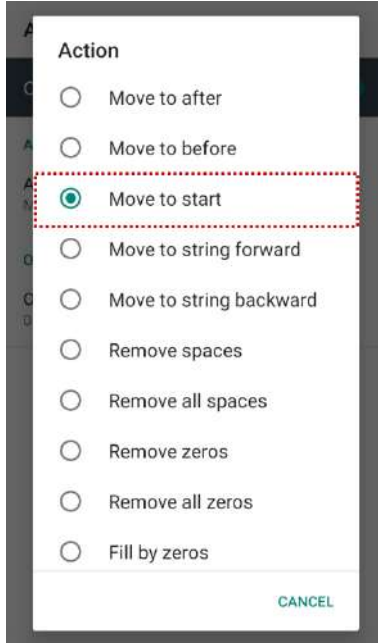 Action
Move to after
Move to before
Move to start
Move to string forward
Move to string backward
Remove spaces
Remove all spaces
Remove zeros
Remove all zeros
Fill by zeros
CANCEL